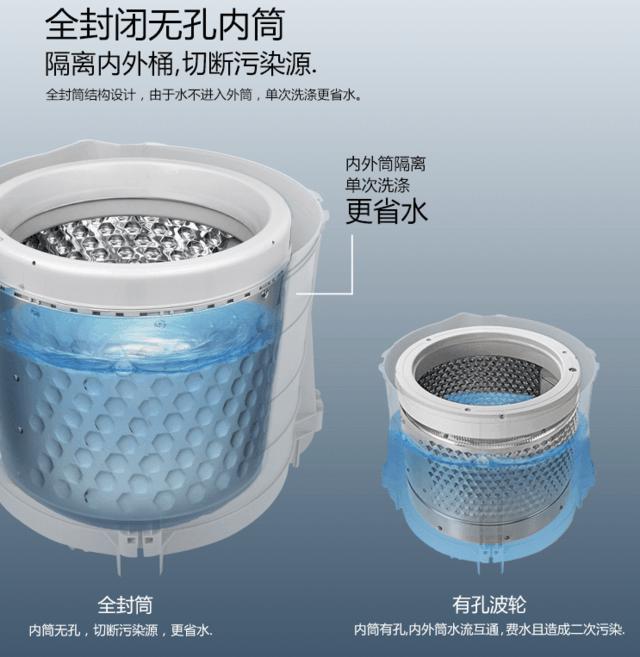 全封闭无孔内筒
隔离内外桶,切断污染源.
全封筒结构设计，由于水不进入外筒，单次洗涤更省水。
内外筒隔离
单次洗涤
更省水
全封筒
内筒无孔，切断污染源，更省水.
有孔波轮
内筒有孔,内外筒水流互通,费水且造成二次污染.